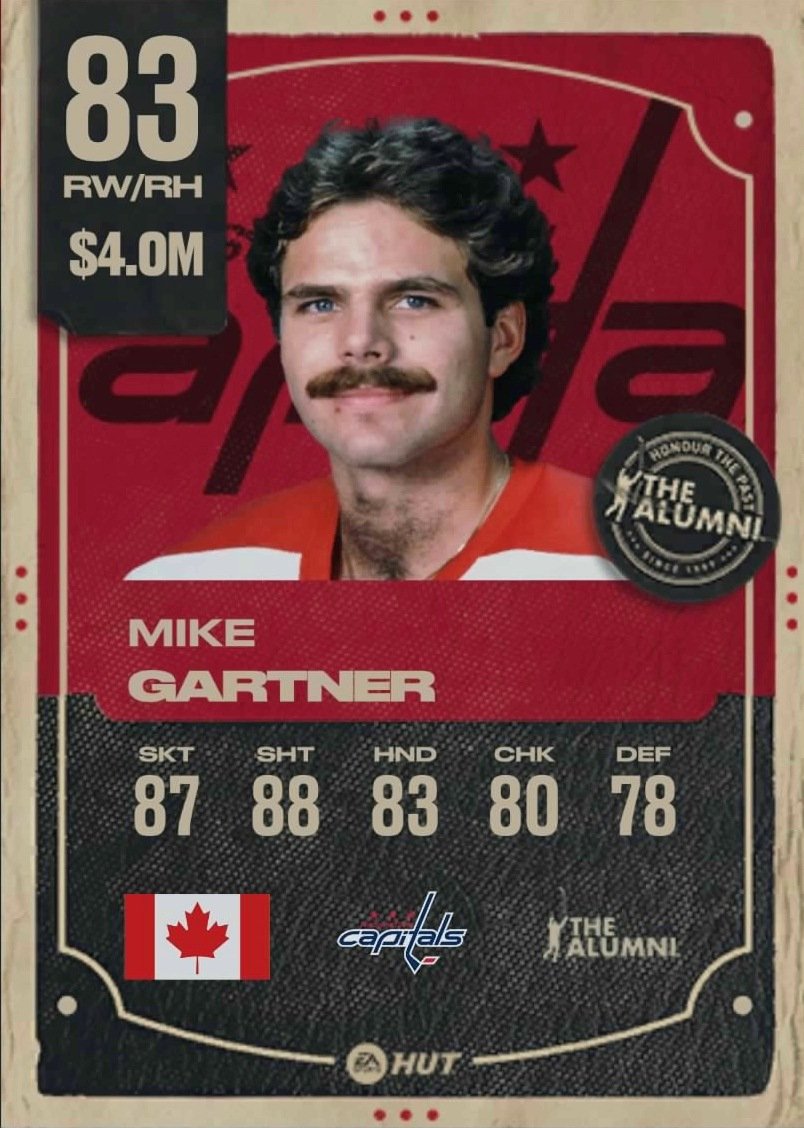 83
RW/RH
$4.0M
HONOUR THE PAST
THE
ALUMNI
MIKE
GARTNER
SKT SHT HND CHK DEF
87 88 83 80 78
capitals
THE
ALUMNI
EA
HUT